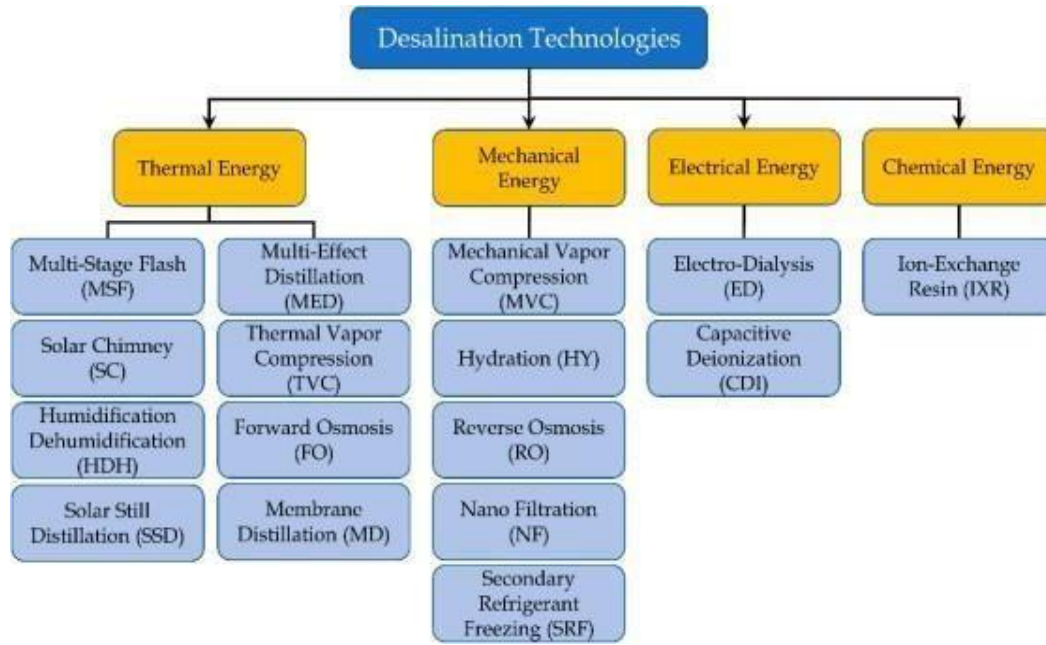 Desalination Technologies
Thermal Energy
Mechanical
Energy
Electrical Energy
Chemical Energy
Multi-Stage Flash
(MSF)
Solar Chimney
(SC)
Humidification
Dehumidification
(HDH)
Solar Still
Distillation (SSD)
Multi-Effect
Distillation
(MED)
Thermal Vapor
Compression
(TVC)
Forward Osmosis
(FO)
Membrane
Distillation (MD)
Mechanical Vapor
Compression
(MVC)
Hydration (HY)
Reverse Osmosis
(RO)
Nano Filtration
(NF)
Secondary
Refrigerant
Freezing (SRF)
Electro-Dialysis
(ED)
Capacitive
Deionization
(CDI)
Ion-Exchange
Resin (IXR)